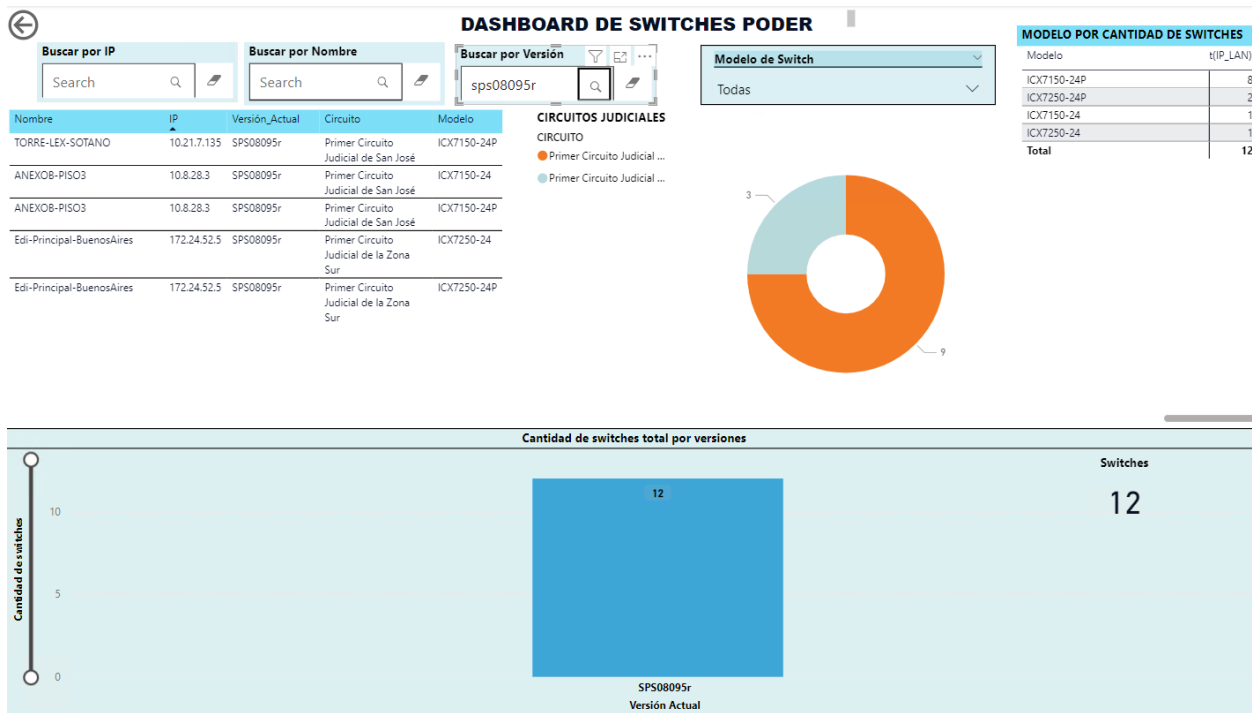 DASHBOARD DE SWITCHES PODER
Buscar por IP
Search
Buscar por Nombre
Search
Buscar por Versión
sps08095r
Modelo de Switch
Todas
MODELO POR CANTIDAD DE SWITCHES
Modelo t(IP_LAN)
ICX7150-24P 8
ICX7250-24P 2
ICX7150-24 1
ICX7250-24 1
Total 12
Nombre IP Versión_Actual Circuito Modelo
TORRE-LEX-SOTANO 10.21.7.135 SPS08095r Primer Circuito ICX7150-24P
Judicial de San José
ANEXOB-PISO3 10.8.28.3 SPS08095r Primer Circuito ICX7150-24
Judicial de San José
ANEXOB-PISO3 10.8.28.3 SPS08095r Primer Circuito ICX7150-24P
Judicial de San José
Edi-Principal-BuenosAires 172.24.52.5 SPS08095r Primer Circuito ICX7250-24
Judicial de la Zona
Sur
Edi-Principal-BuenosAires 172.24.52.5 SPS08095r Primer Circuito ICX7250-24P
Judicial de la Zona
Sur
CIRCUITOS JUDICIALES
CIRCUITO
Primer Circuito Judicial ...
Primer Circuito Judicial ...
3
9
Cantidad de switches total por versiones
Cantidad de switches
10
5
0
12
SPS08095r
Versión Actual
Switches
12